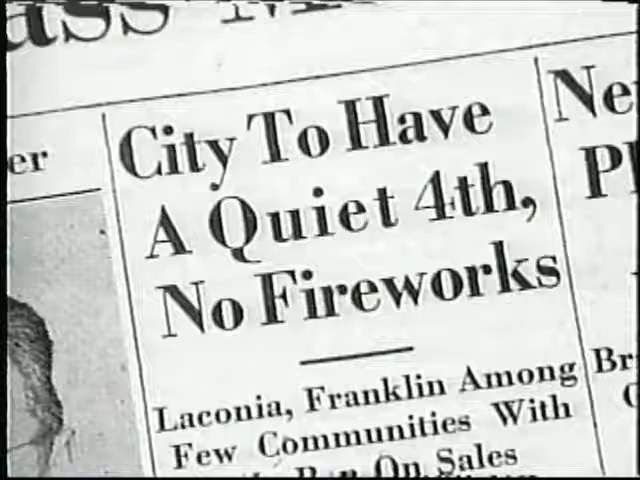 er
City To Have
A Quiet 4th,
No Fireworks
Laconia, Franklin Among
Few Communities With
Ban On Sales
Ne
Pl
Br